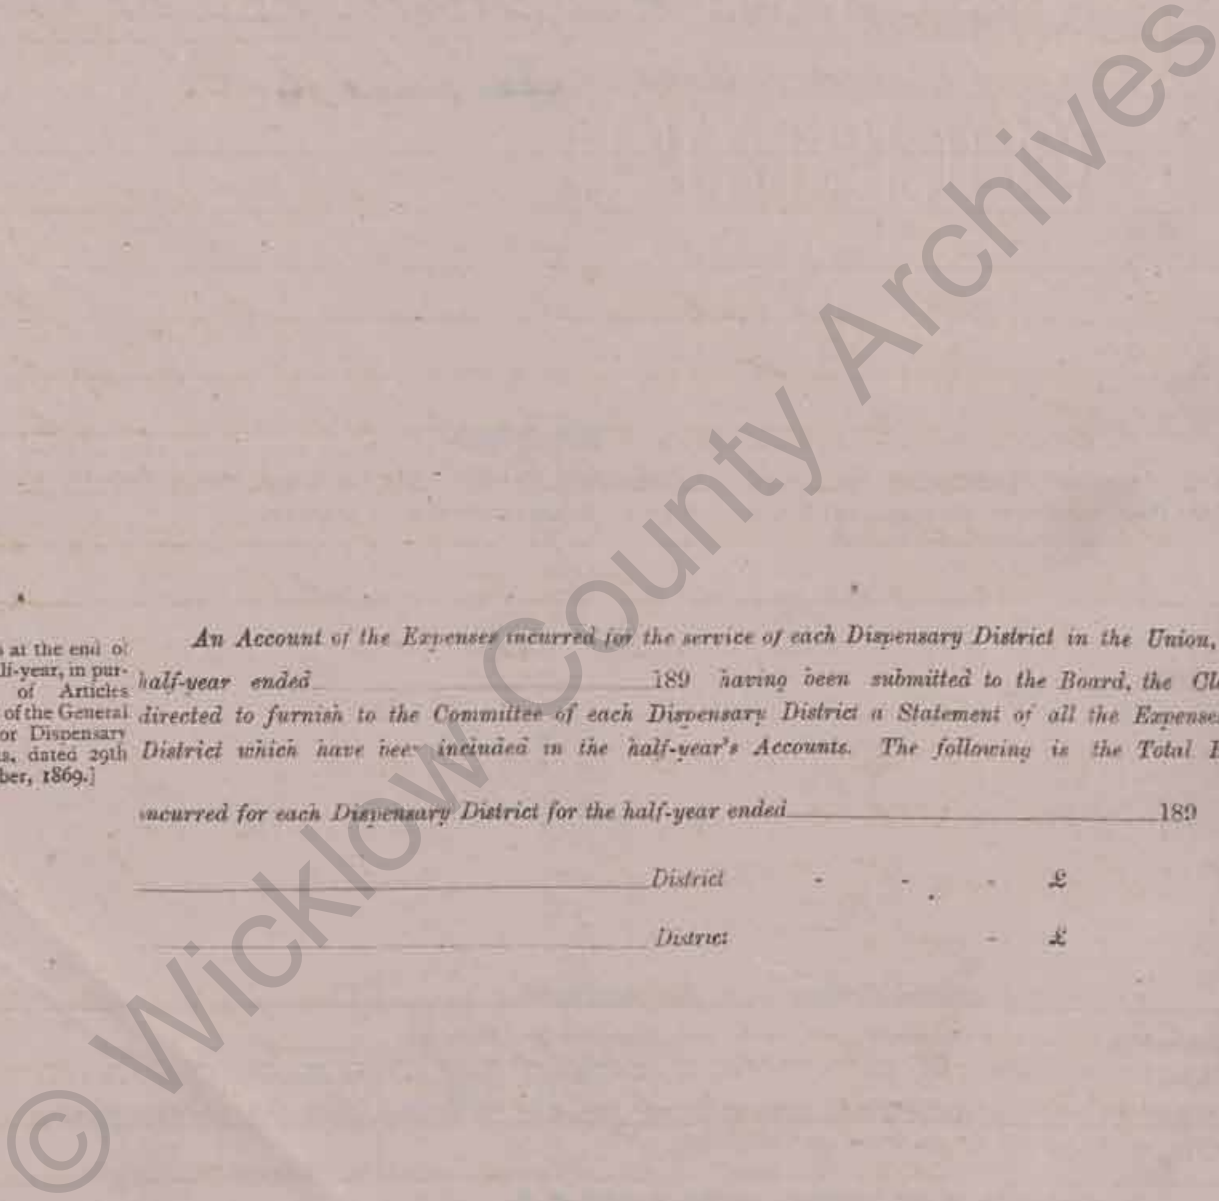 s at the end of
lf-year, in pur-
of Articles
of the General
or Dispensary
s, dated 29th
ber, 1869.]
An Account of the Expenses incurred for the service of each Dispensary District in the Union,
half-year ended 189 having been submitted to the Board, the Cl
directed to furnish to the Committee of each Dispensary District a Statement of all the Expense
District which have been included in the half-year's Accounts. The following is the Total E
incurred for each Dispensary District for the half-year ended 189
District - - - £
District - £
© Wicklow County Archives